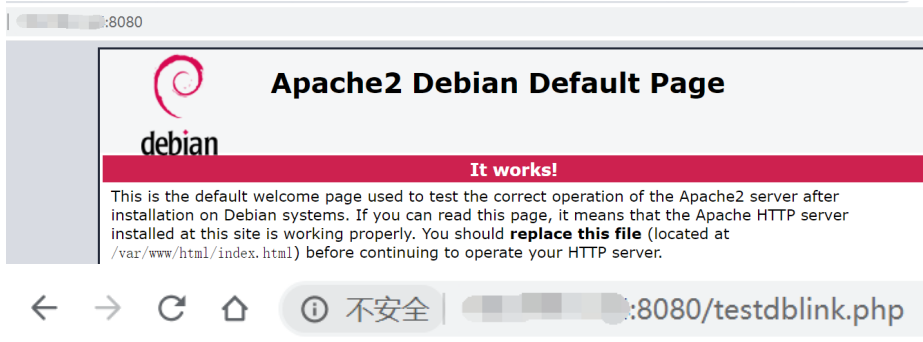 :8080
Apache2 Debian Default Page
debian
It works!
This is the default welcome page used to test the correct operation of the Apache2 server after
installation on Debian systems. If you can read this page, it means that the Apache HTTP server
installed at this site is working properly. You should replace this file (located at
/var/www/html/index.html) before continuing to operate your HTTP server.
不安全 :8080/testdblink.php